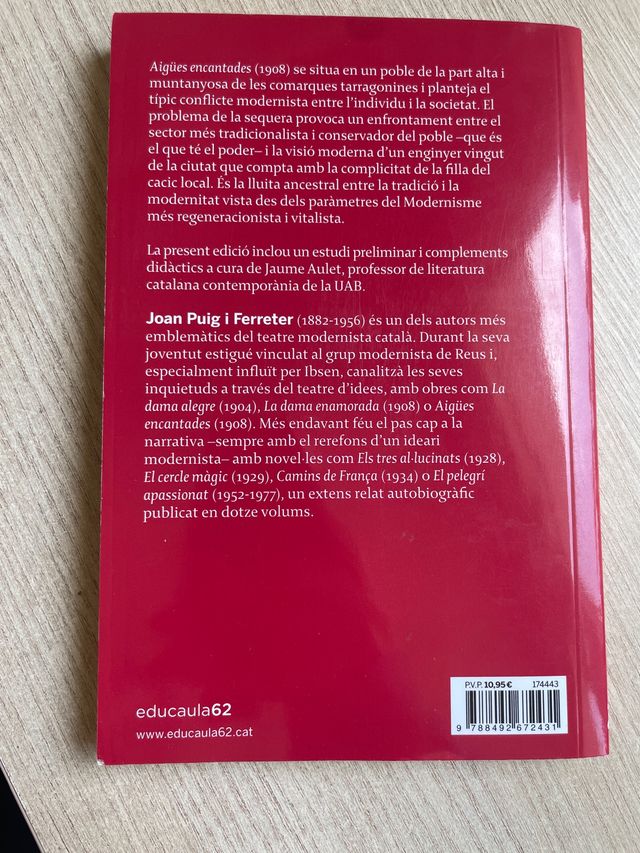 Aigües encantades (1908) se situa en un poble de la part alta i
muntanyosa de les comarques tarragonines i planteja el
típic conflicte modernista entre l'individu i la societat. El
problema de la sequera provoca un enfrontament entre el
sector més tradicionalista i conservador del poble –que és
el que té el poder– i la visió moderna d'un enginyer vingut
de la ciutat que compta amb la complicitat de la filla del
cacic local. És la lluita ancestral entre la tradició i la
modernitat vista des dels paràmetres del Modernisme
més regeneracionista i vitalista.
La present edició inclou un estudi preliminar i complements
didàctics a cura de Jaume Aulet, professor de literatura
catalana contemporània de la UAB.
Joan Puig i Ferreter (1882-1956) és un dels autors més
emblemàtics del teatre modernista català. Durant la seva
joventut estigué vinculat al grup modernista de Reus i,
especialment influït per Ibsen, canalitzà les seves
inquietuds a través del teatre d'idees, amb obres com La
dama alegre (1904), La dama enamorada (1908) o Aigües
encantades (1908). Més endavant féu el pas cap a la
narrativa –sempre amb el rerefons d'un ideari
modernista– amb novel·les com Els tres al·lucinats (1928),
El cercle màgic (1929), Camins de França (1934) o El pelegrí
apassionat (1952-1977), un extens relat autobiogràfic
publicat en dotze volums.
P.V.P. 10,95 € 174443
9 788492 672431
educaula62
www.educaula62.cat